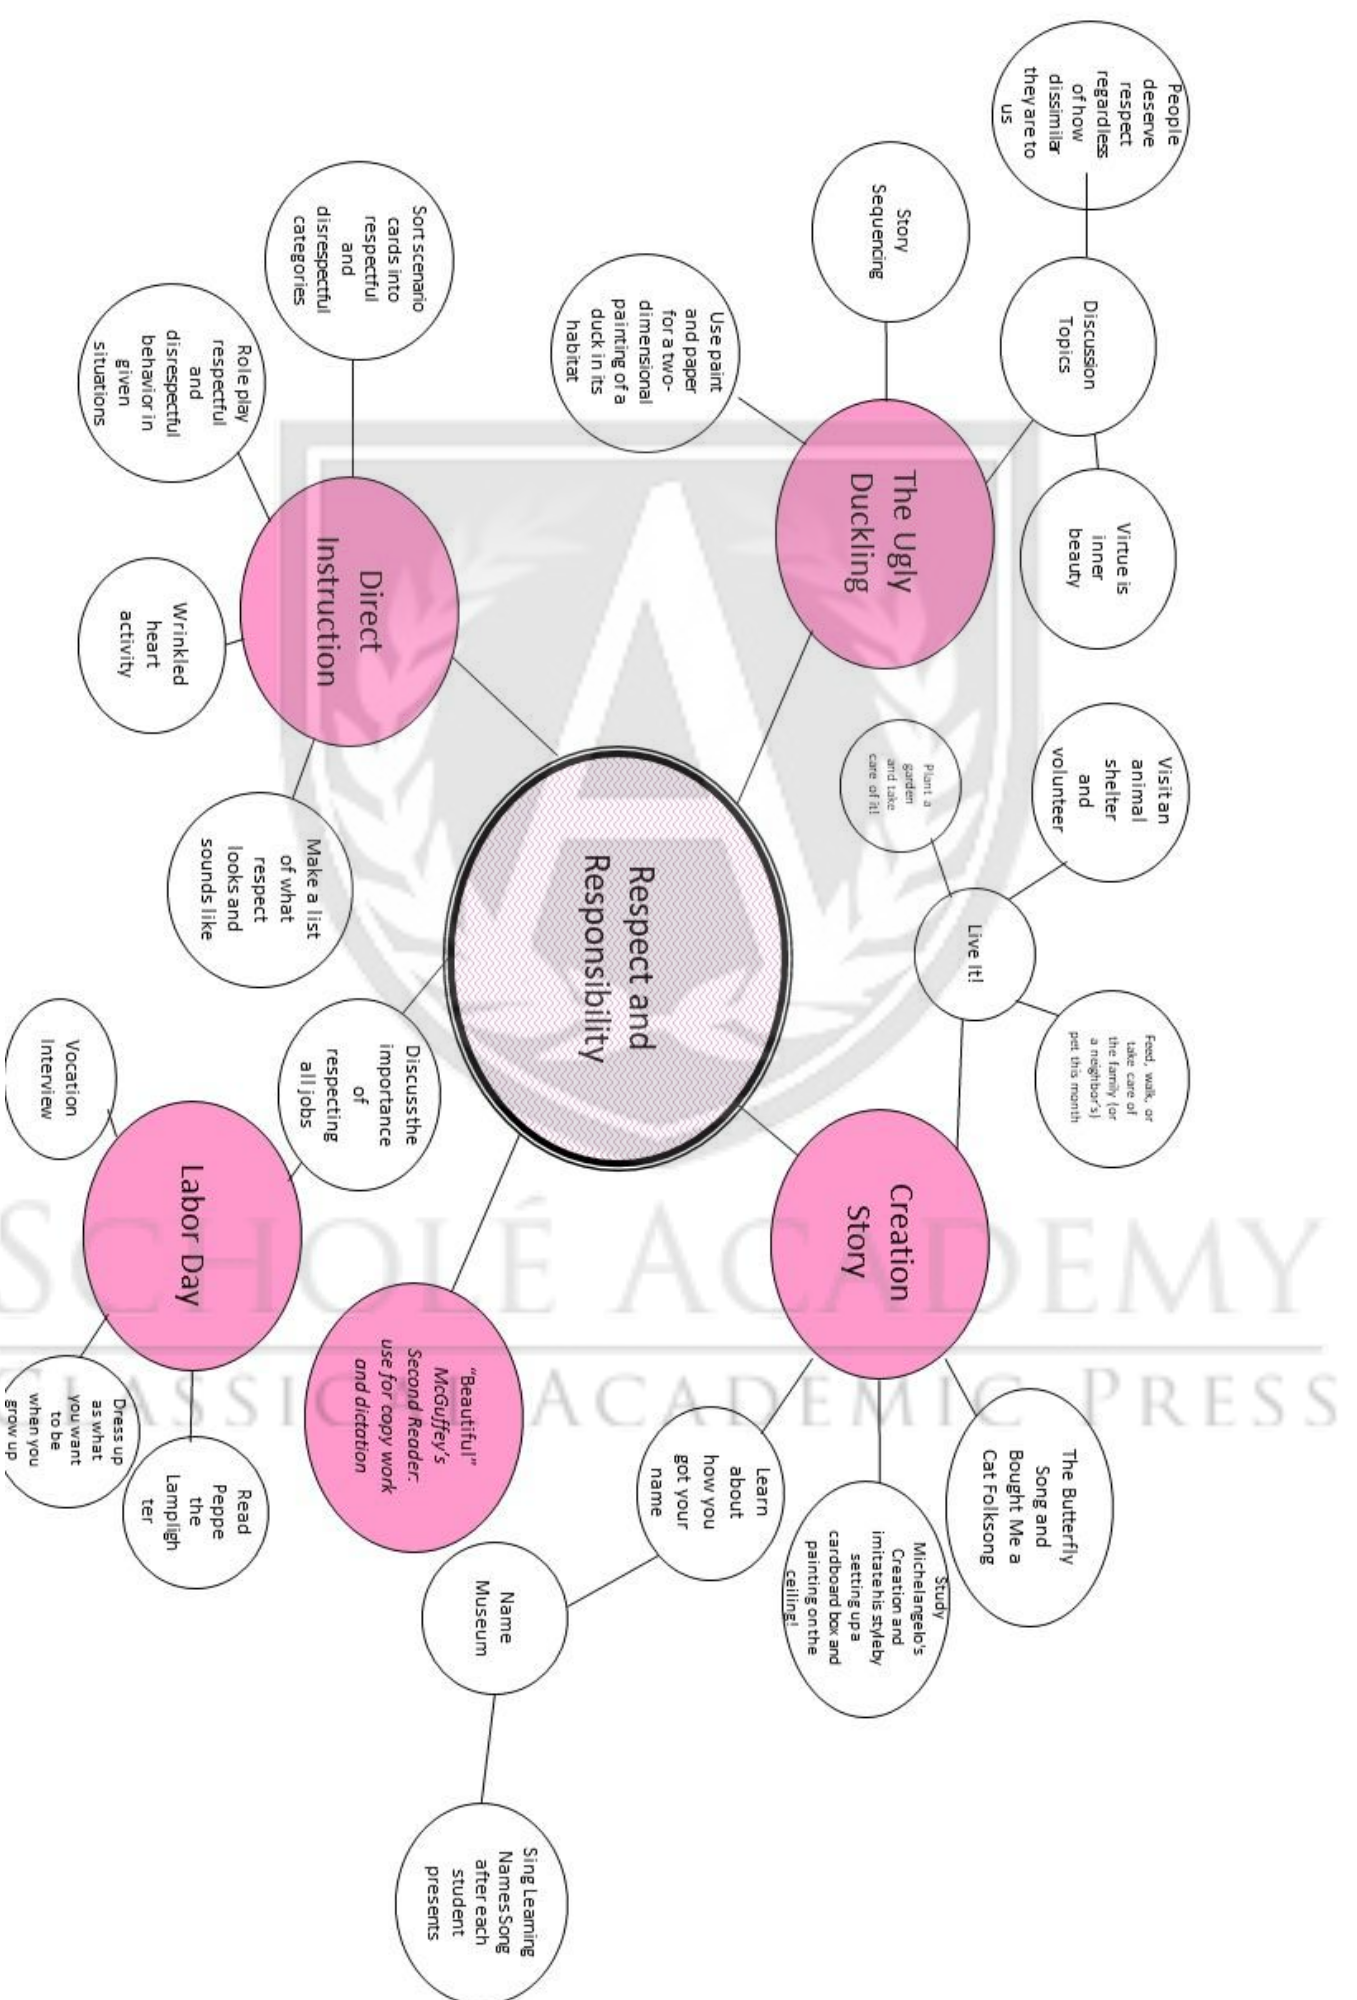 People
deserve
respect
regardless
of how
dissimilar
they are to
us
Discussion
Topics
Virtue is
inner
beauty
Story
Sequencing
Use paint
and paper
for a two-
dimensional
painting of a
duck in its
habitat
The Ugly
Duckling
Visit an
animal
shelter
and
volunteer
Plant a
garden
and take
care of it!
Live It!
Feed, walk, or
take care of
the family (or
a neighbor's)
pet this month
Creation
Story
The Butterfly
Song and
Bought Me a
Cat Folksong
Study
Michelangelo's
Creation and
imitate his style by
setting up a
cardboard box and
painting on the
ceiling!
Learn
about
how you
got your
name
Name
Museum
Sing Learning
Names Song
after each
student
presents
Respect and
Responsibility
Sort scenario
cards into
respectful
and
disrespectful
categories
Role play
respectful
and
disrespectful
behavior in
given
situations
Direct
Instruction
Wrinkled
heart
activity
Make a list
of what
respect
looks and
sounds like
Discuss the
importance
of
respecting
all jobs
"Beautiful"
McGuffey's
Second Reader:
use for copy work
and dictation
Labor Day
Vocation
Interview
Read
Peppe
the
Lampligh
ter
Dress up
as what
you want
to be
when you
grow up
SCHOLÉ ACADEMY
CLASSICAL ACADEMIC PRESS